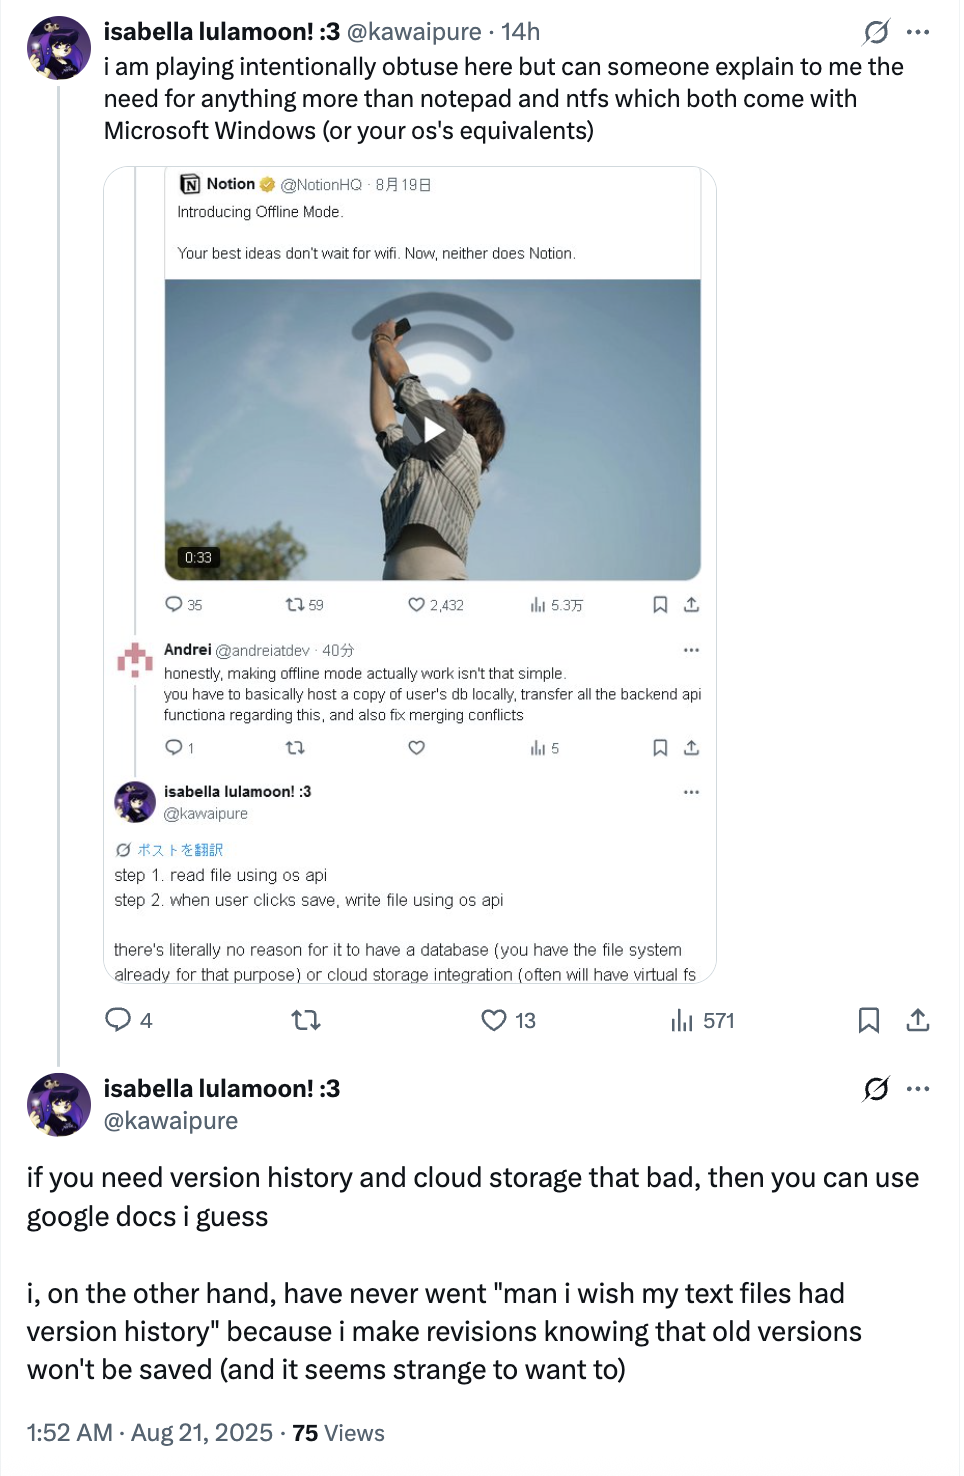 isabella lulamoon! :3 @kawaipure · 14h
i am playing intentionally obtuse here but can someone explain to me the
need for anything more than notepad and ntfs which both come with
Microsoft Windows (or your os's equivalents)
Notion @NotionHQ · 8月19日
Introducing Offline Mode.
Your best ideas don't wait for wifi. Now, neither does Notion.
0:33
35 59 2,432 5.3万
Andrei @andreiatdev · 40分
honestly, making offline mode actually work isn't that simple.
you have to basically host a copy of user's db locally, transfer all the backend api
functiona regarding this, and also fix merging conflicts
1 5
isabella lulamoon! :3
@kawaipure
ポストを翻訳
step 1. read file using os api
step 2. when user clicks save, write file using os api
there's literally no reason for it to have a database (you have the file system
already for that purpose) or cloud storage integration (often will have virtual fs
4 13 571
isabella lulamoon! :3
@kawaipure
if you need version history and cloud storage that bad, then you can use
google docs i guess
i, on the other hand, have never went "man i wish my text files had
version history" because i make revisions knowing that old versions
won't be saved (and it seems strange to want to)
1:52 AM · Aug 21, 2025 · 75 Views